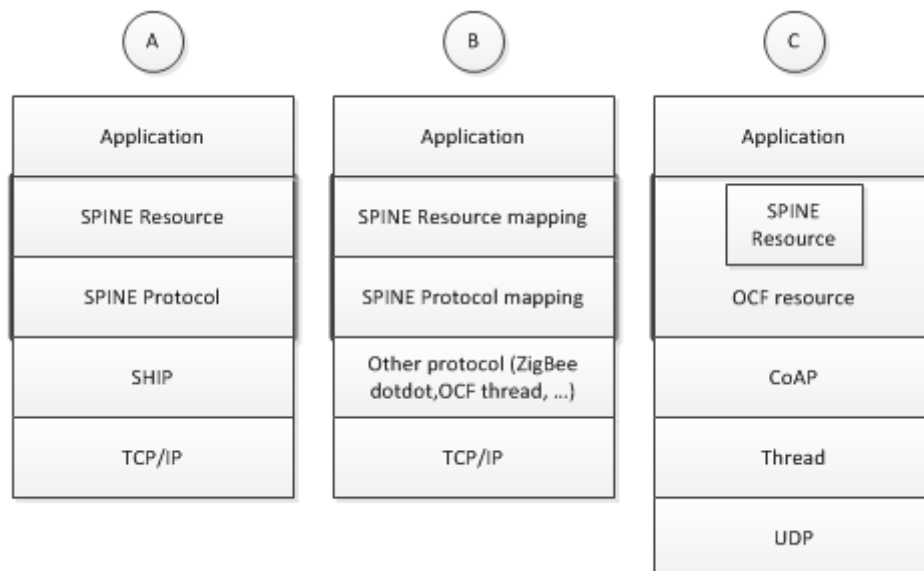 A
B
C
Application
SPINE Resource
SPINE Protocol
SHIP
TCP/IP
Application
SPINE Resource mapping
SPINE Protocol mapping
Other protocol (ZigBee
dotdot,OCF thread, ...)
TCP/IP
Application
SPINE
Resource
OCF resource
CoAP
Thread
UDP